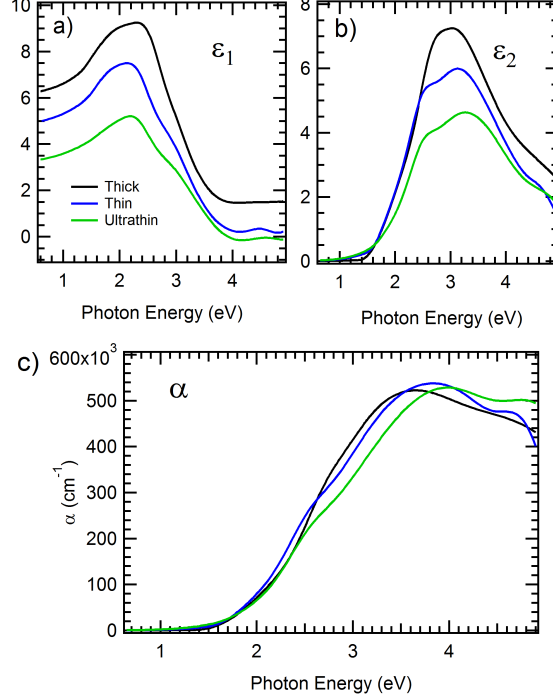 a)
ε1
10
8
6
4
2
0
Thick
Thin
Ultrathin
1 2 3 4
Photon Energy (eV)
b)
ε2
8
6
4
2
0
1 2 3 4
Photon Energy (eV)
c)
α
600x10³
500
400
300
200
100
0
α (cm⁻¹)
1 2 3 4
Photon Energy (eV)